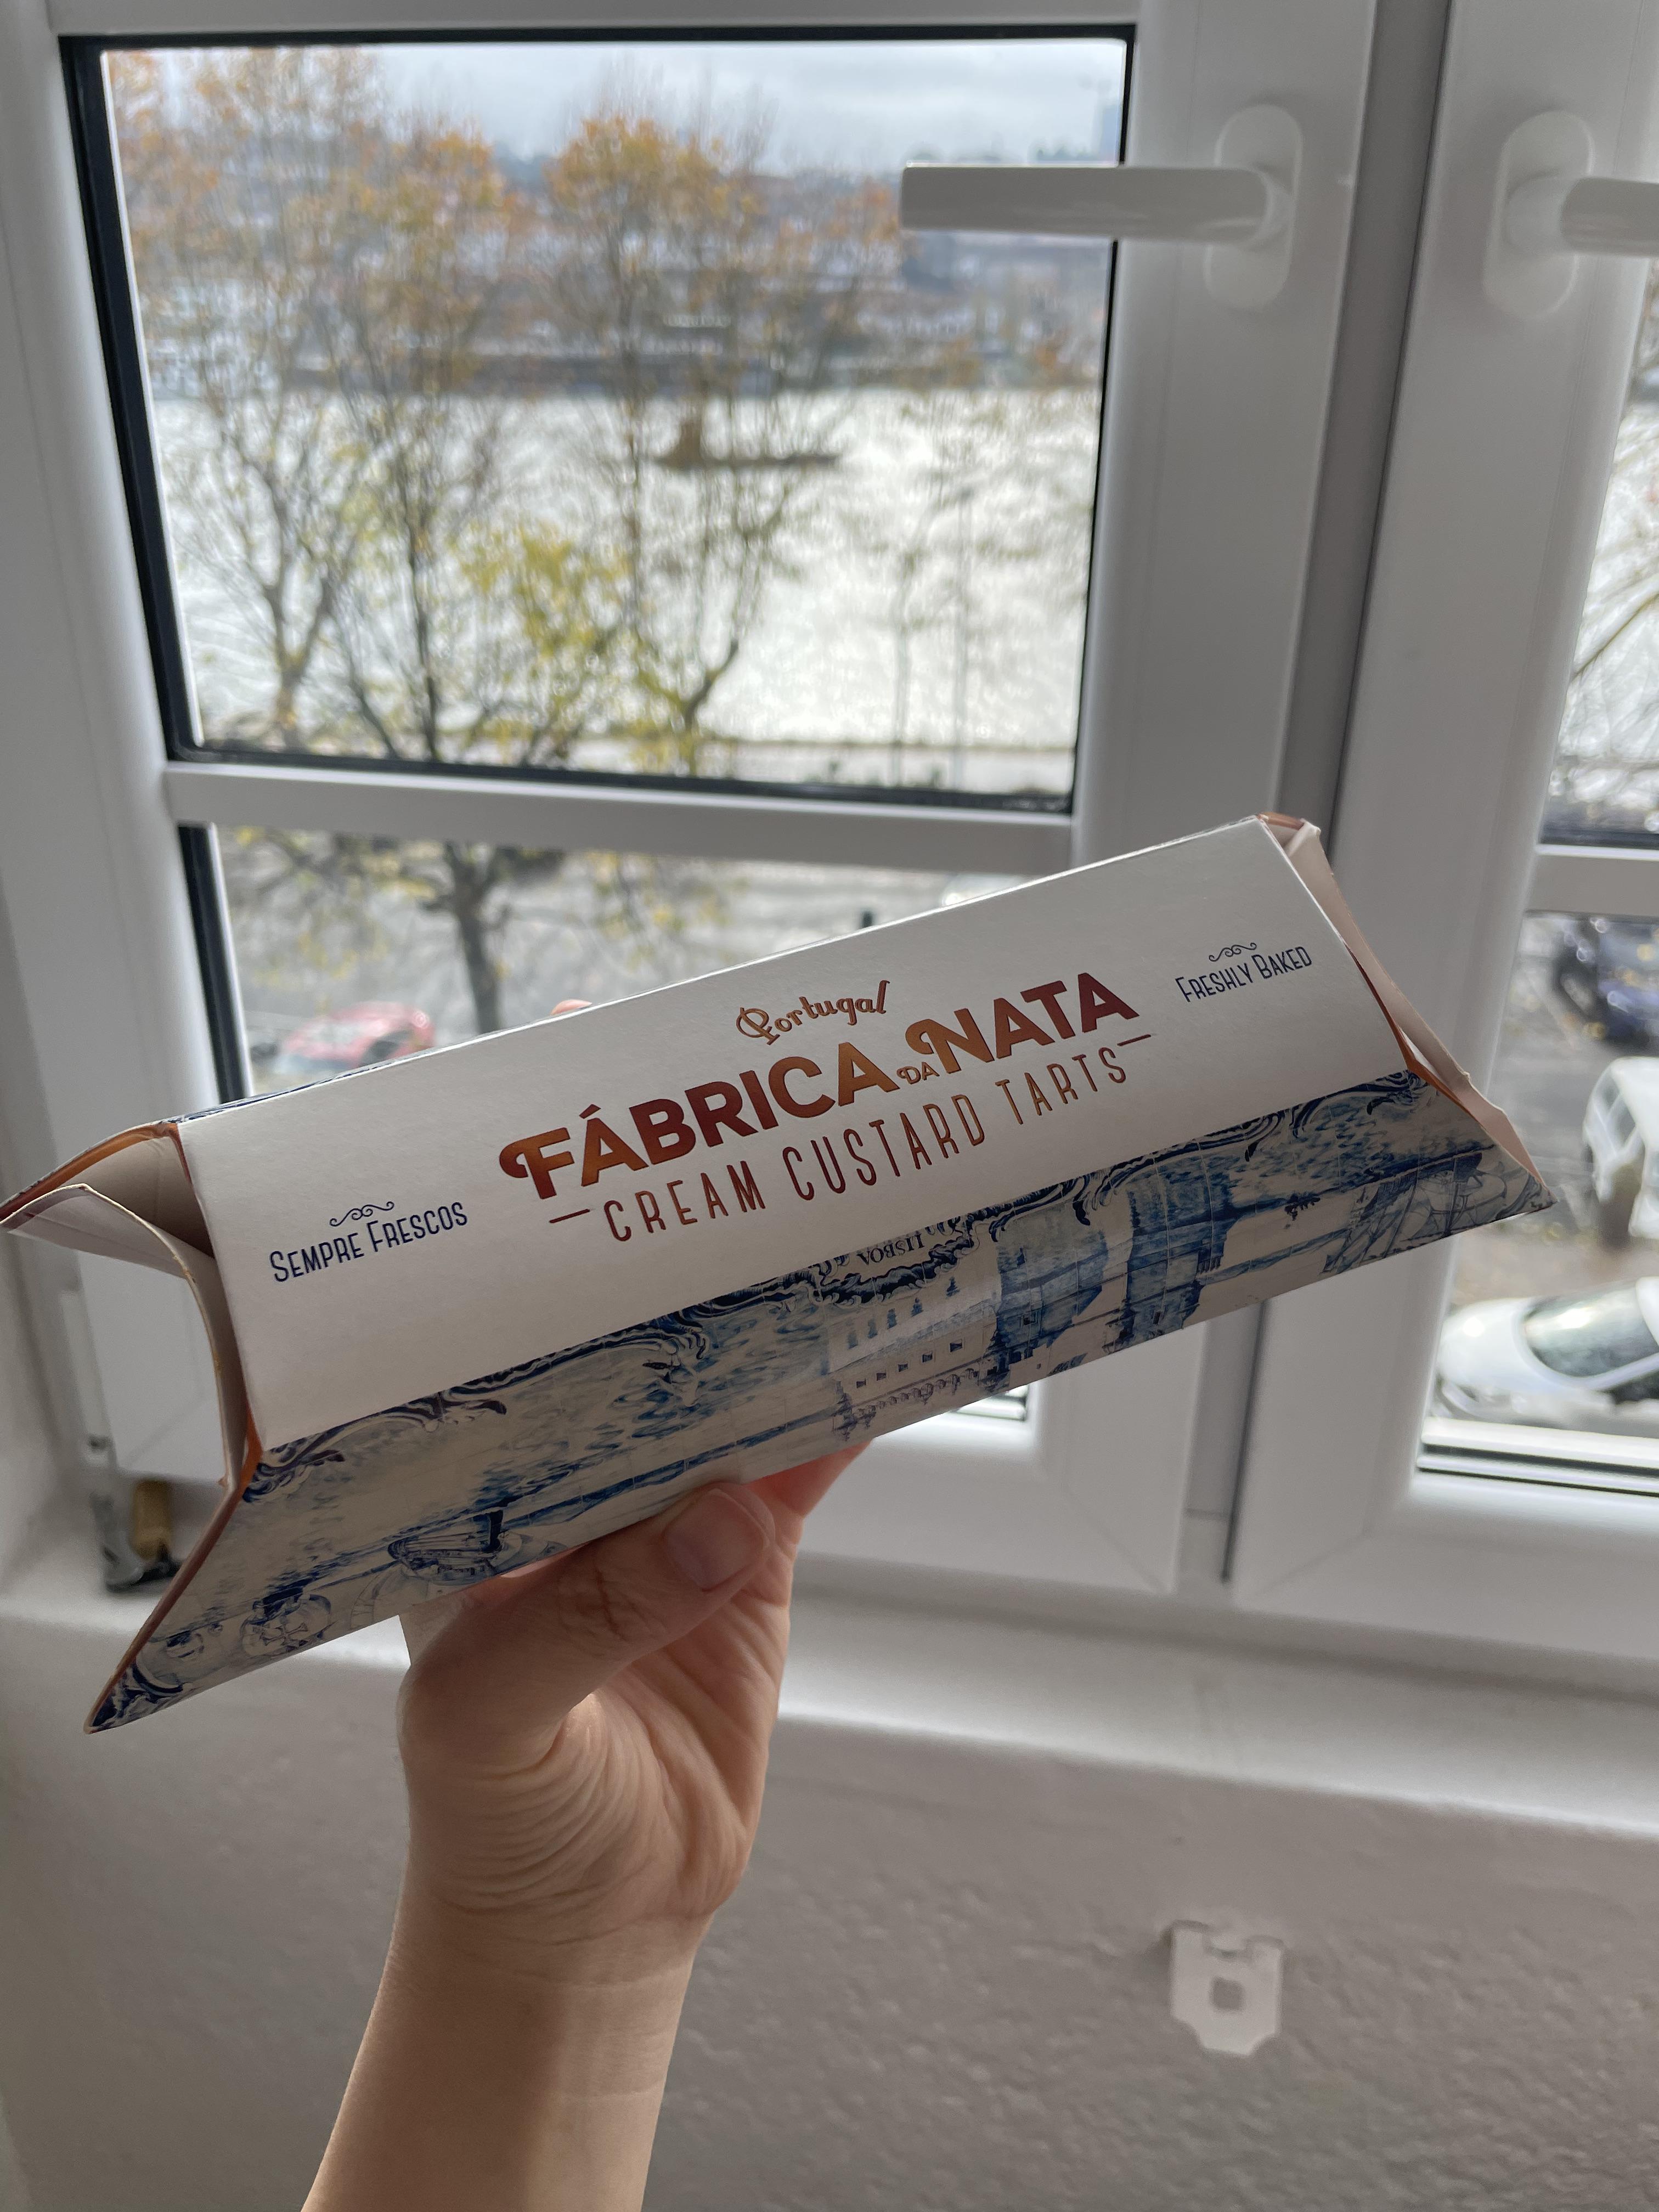 Portugal
FÁBRICA DA NATA
CREAM CUSTARD TARTS
SEMPRE FRESCOS
FRESHLY BAKED
LISBOA